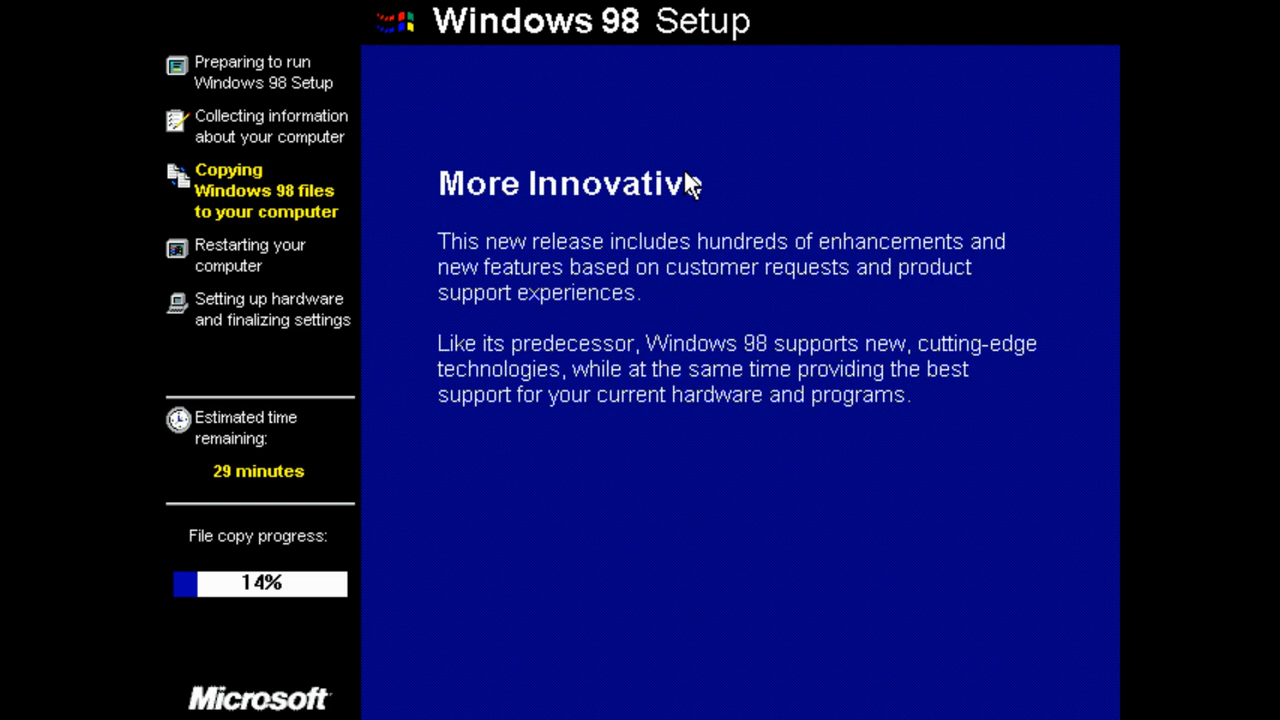 Windows 98 Setup
Preparing to run
Windows 98 Setup
Collecting information
about your computer
Copying
Windows 98 files
to your computer
Restarting your
computer
Setting up hardware
and finalizing settings
Estimated time
remaining:
29 minutes
File copy progress:
14%
Microsoft
More Innovative
This new release includes hundreds of enhancements and
new features based on customer requests and product
support experiences.
Like its predecessor, Windows 98 supports new, cutting-edge
technologies, while at the same time providing the best
support for your current hardware and programs.